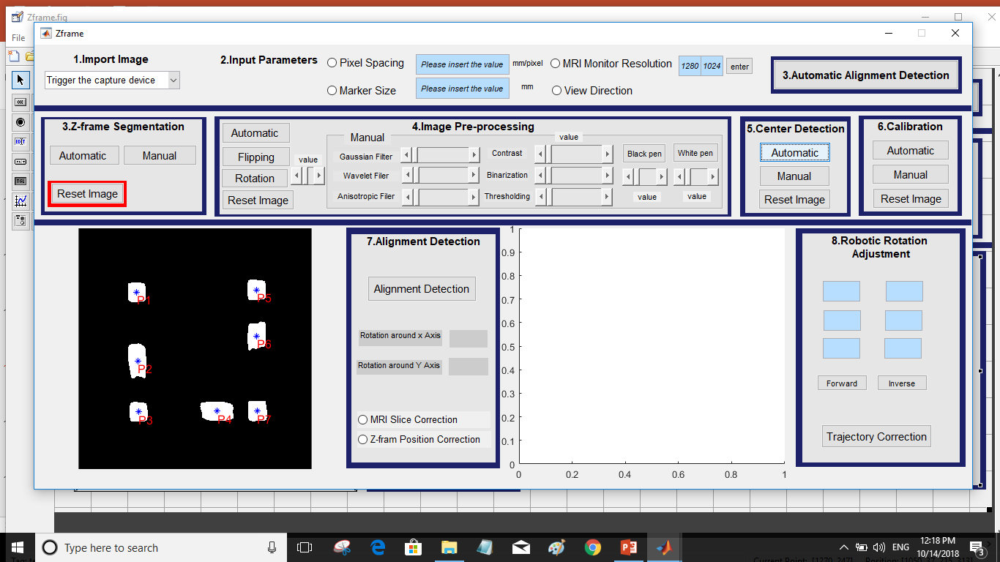 Zframe.fig
File
Zframe
1.Import Image
Trigger the capture device
2.Input Parameters
Pixel Spacing
Please insert the value
mm/pixel
MRI Monitor Resolution
1280
1024
enter
Marker Size
Please insert the value
mm
View Direction
3.Automatic Alignment Detection
3.Z-frame Segmentation
Automatic
Manual
Reset Image
4.Image Pre-processing
Automatic
Flipping
Rotation
Reset Image
value
Manual
value
Gaussian Filter
Wavelet Filer
Anisotropic Filer
Contrast
Binarization
Thresholding
Black pen
White pen
value
value
5.Center Detection
Automatic
Manual
Reset Image
6.Calibration
Automatic
Manual
Reset Image
OK
EDIT
TGL
P1
P5
P6
P2
P3
P4
P7
7.Alignment Detection
Alignment Detection
Rotation around x Axis
Rotation around Y Axis
MRI Slice Correction
Z-fram Position Correction
1
0.9
0.8
0.7
0.6
0.5
0.4
0.3
0.2
0.1
0
0
0.2
0.4
0.6
0.8
1
8.Robotic Rotation
Adjustment
Forward
Inverse
Trajectory Correction
Type here to search
ENG
12:18 PM
10/14/2018
3